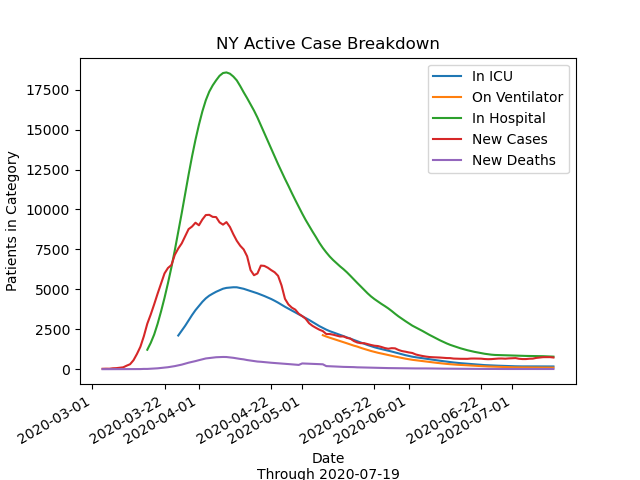 NY Active Case Breakdown
In ICU
On Ventilator
In Hospital
New Cases
New Deaths
Patients in Category
17500
15000
12500
10000
7500
5000
2500
0
2020-03-01
2020-03-22
2020-04-01
2020-04-22
2020-05-01
2020-05-22
2020-06-01
2020-06-22
2020-07-01
Date
Through 2020-07-19